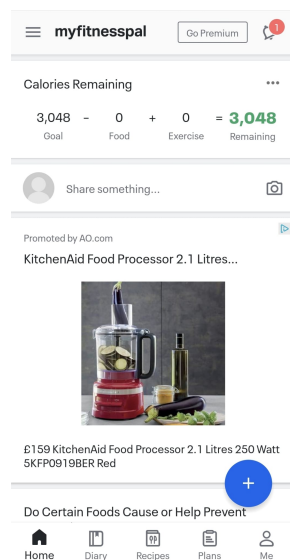 myfitnesspal
Go Premium
1
Calories Remaining
3,048 - 0 + 0 = 3,048
Goal Food Exercise Remaining
Share something...
Promoted by AO.com
KitchenAid Food Processor 2.1 Litres...
£159 KitchenAid Food Processor 2.1 Litres 250 Watt
5KFP0919BER Red
Do Certain Foods Cause or Help Prevent
Home Diary Recipes Plans Me